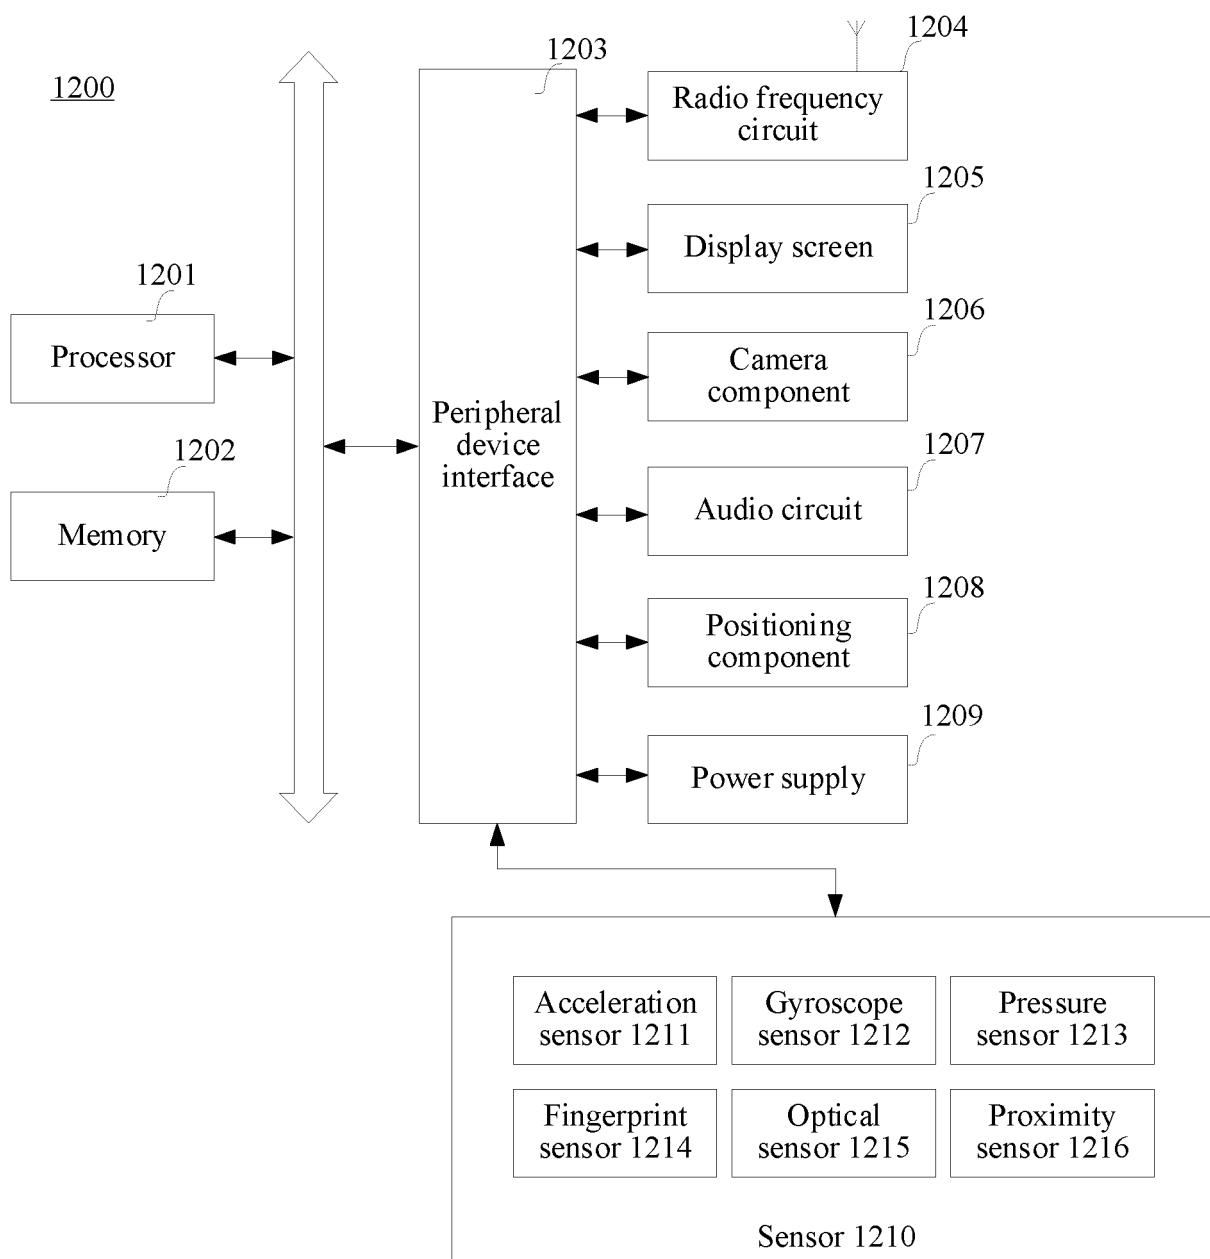 1200
1203
1204
Radio frequency
circuit
1205
Display screen
1201
Processor
1206
Camera
component
Peripheral
device
interface
1202
Memory
1207
Audio circuit
1208
Positioning
component
1209
Power supply
Acceleration
sensor 1211
Gyroscope
sensor 1212
Pressure
sensor 1213
Fingerprint
sensor 1214
Optical
sensor 1215
Proximity
sensor 1216
Sensor 1210